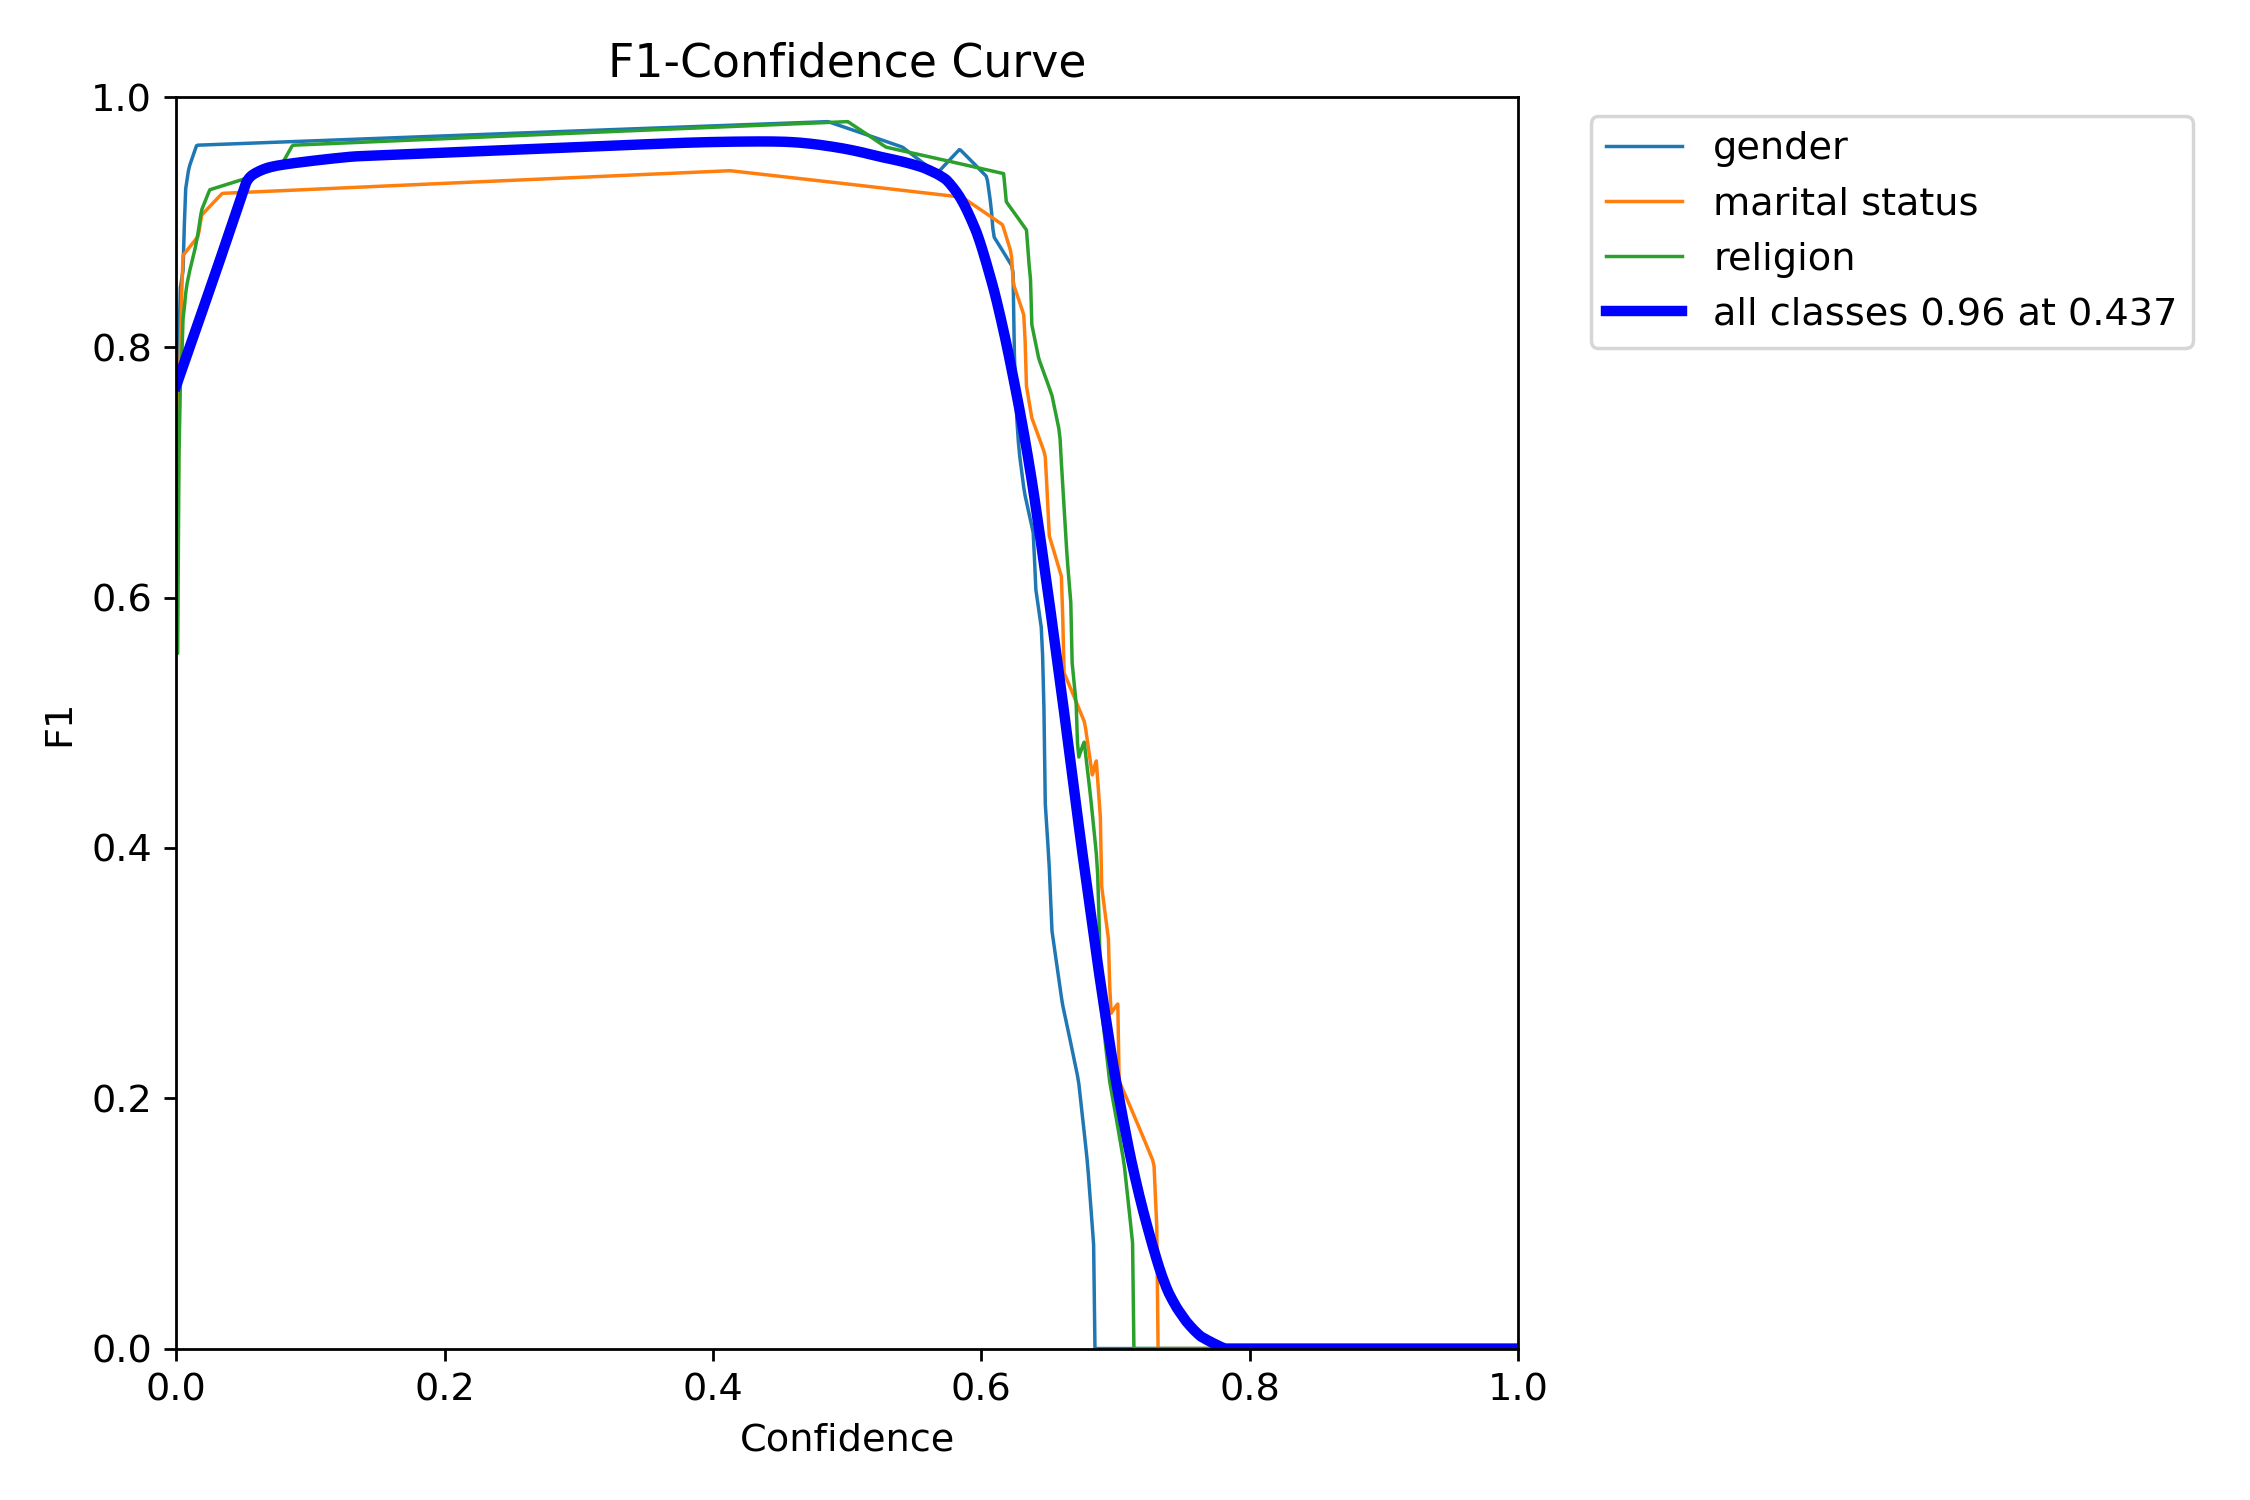 F1-Confidence Curve
1.0
0.8
0.6
0.4
0.2
0.0
F1
0.0 0.2 0.4 0.6 0.8 1.0
Confidence
gender
marital status
religion
all classes 0.96 at 0.437